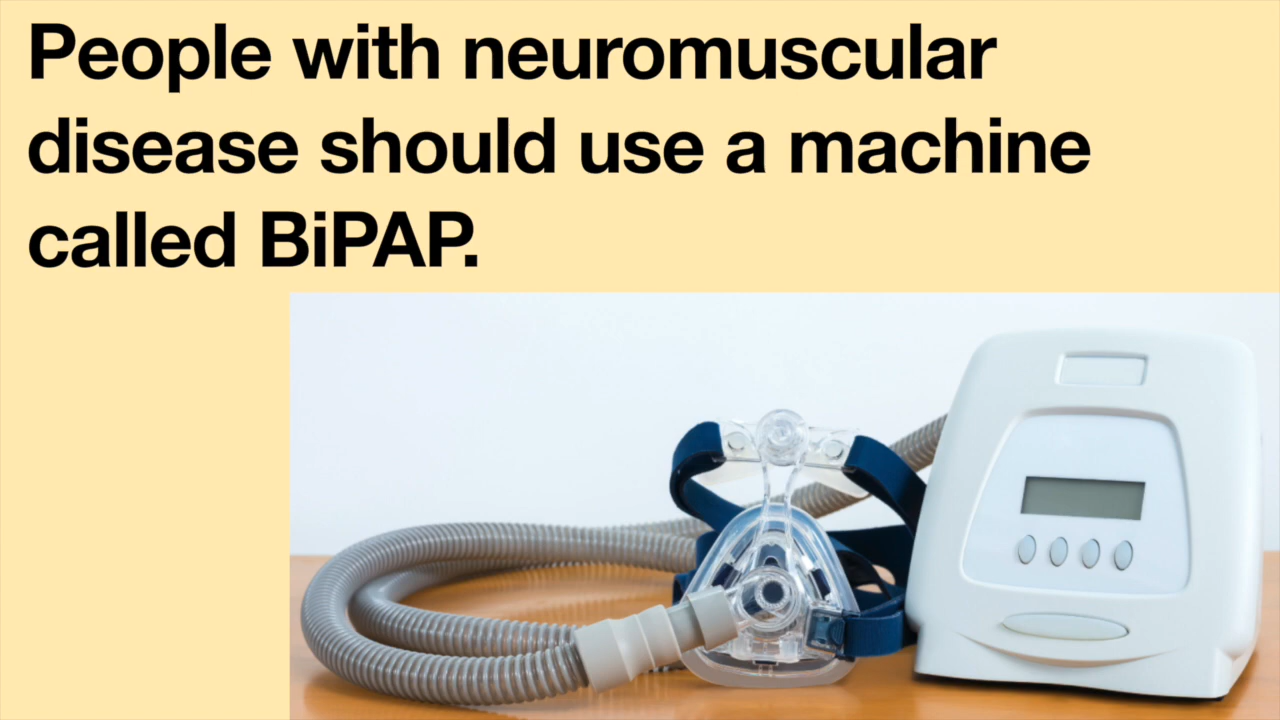 People with neuromuscular
disease should use a machine
called BiPAP.